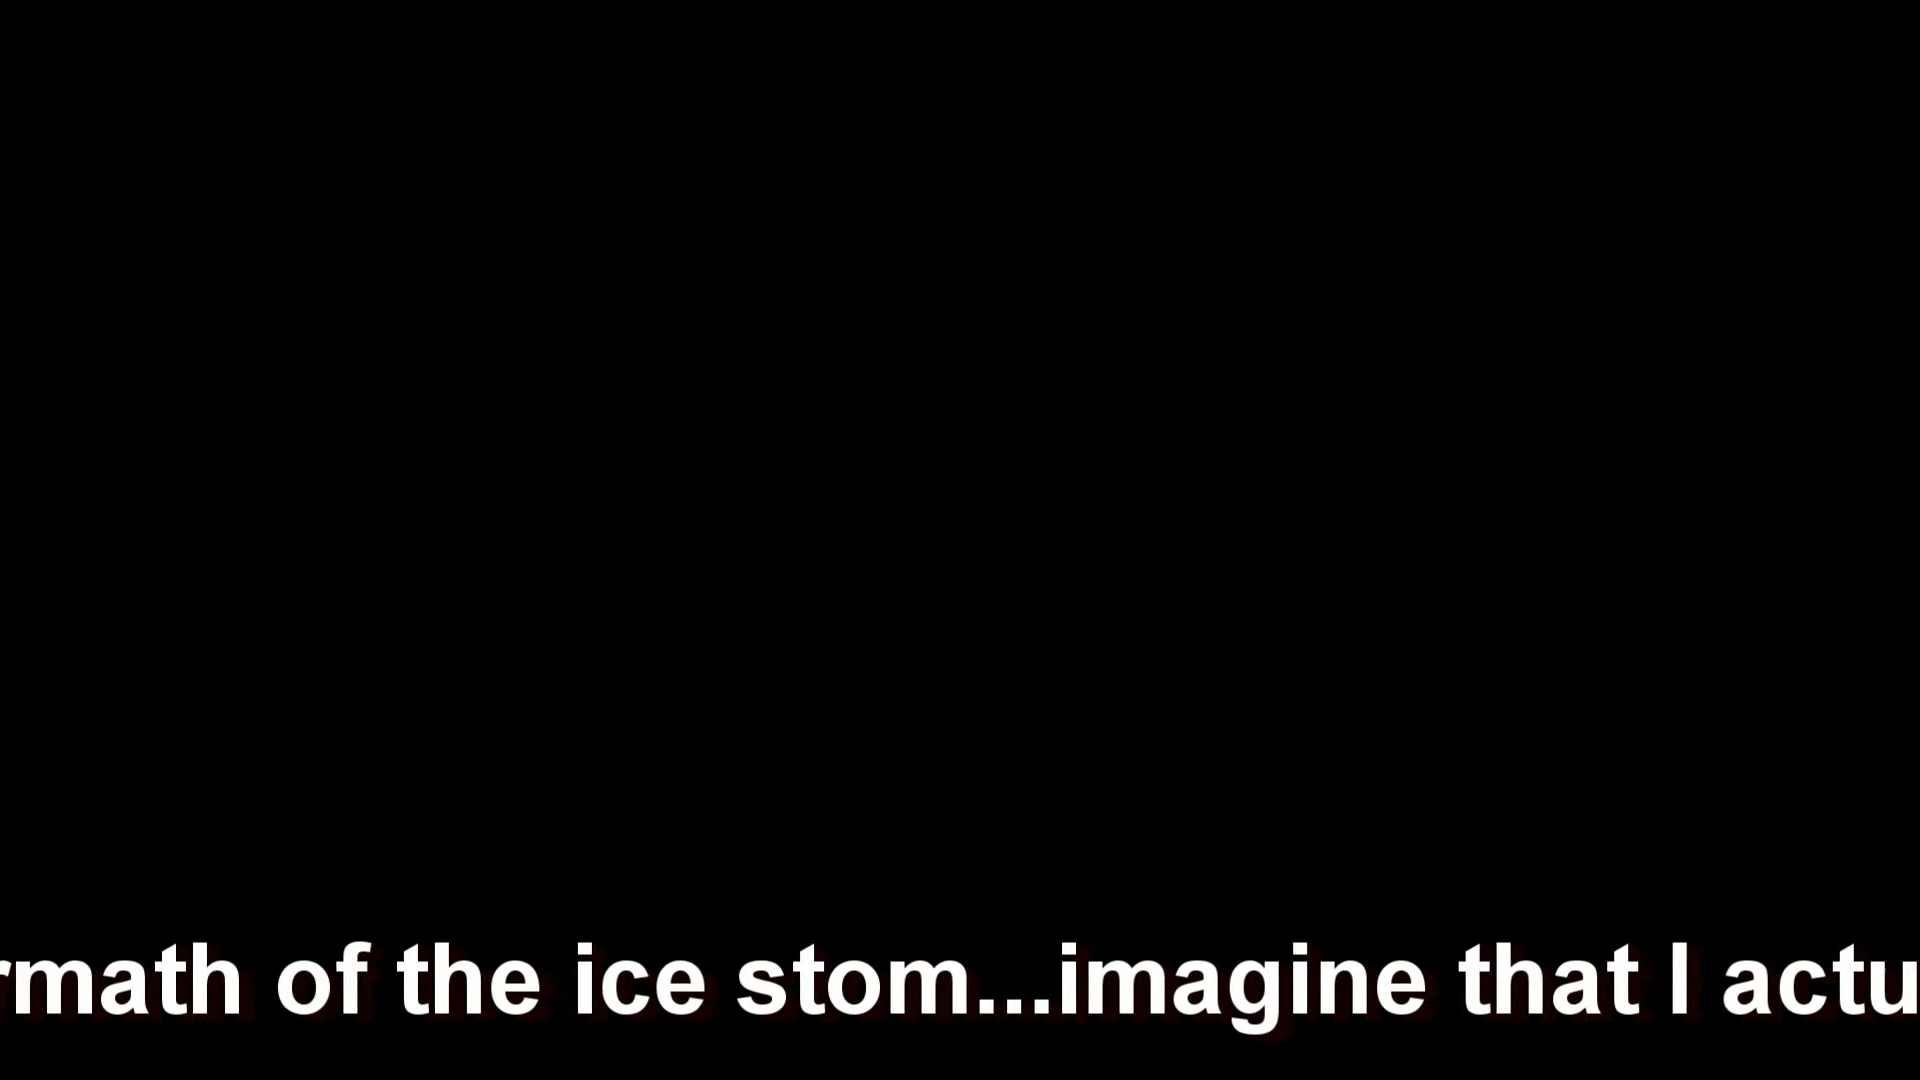 rmath of the ice stom...imagine that I actu